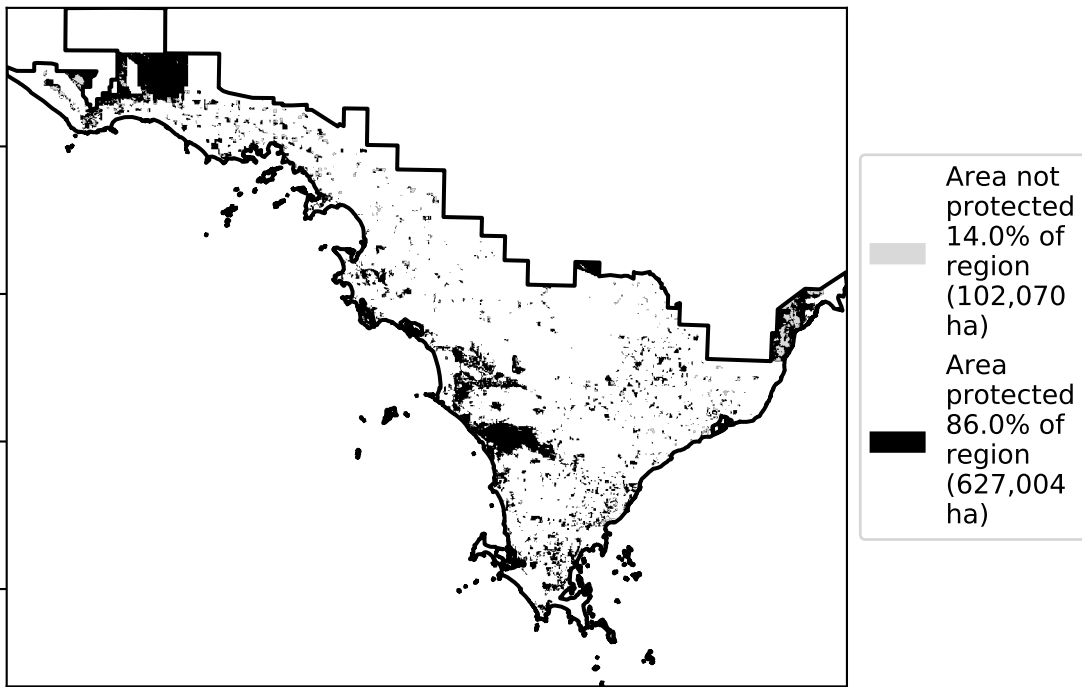 Area not
protected
14.0% of
region
(102,070
ha)
Area
protected
86.0% of
region
(627,004
ha)